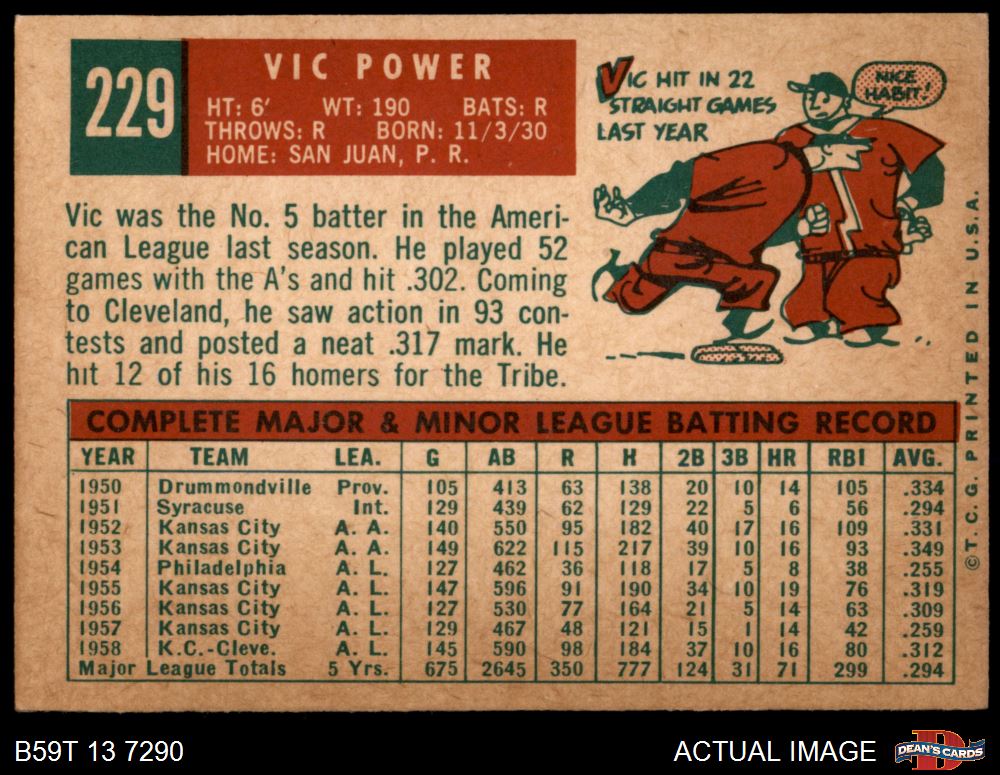 229
VIC POWER
HT: 6' WT: 190 BATS: R
THROWS: R BORN: 11/3/30
HOME: SAN JUAN, P. R.
VIC HIT IN 22
STRAIGHT GAMES
LAST YEAR
NICE
HABIT!
Vic was the No. 5 batter in the Ameri-
can League last season. He played 52
games with the A's and hit .302. Coming
to Cleveland, he saw action in 93 con-
tests and posted a neat .317 mark. He
hit 12 of his 16 homers for the Tribe.
COMPLETE MAJOR & MINOR LEAGUE BATTING RECORD
YEAR TEAM LEA. G AB R H 2B 3B HR RBI AVG.
1950 Drummondville Prov. 105 413 63 138 20 10 14 105 .334
1951 Syracuse Int. 129 439 62 129 22 5 6 56 .294
1952 Kansas City A. A. 140 550 95 182 40 17 16 109 .331
1953 Kansas City A. A. 149 622 115 217 39 10 16 93 .349
1954 Philadelphia A. L. 127 462 36 118 17 5 8 38 .255
1955 Kansas City A. L. 147 596 91 190 34 10 19 76 .319
1956 Kansas City A. L. 127 530 77 164 21 5 14 63 .309
1957 Kansas City A. L. 129 467 48 121 15 1 14 42 .259
1958 K.C.-Cleve. A. L. 145 590 98 184 37 10 16 80 .312
Major League Totals 5 Yrs. 675 2645 350 777 124 31 71 299 .294
© T. C. G. PRINTED IN U.S.A.
B59T 13 7290
ACTUAL IMAGE
DEAN'S CARDS